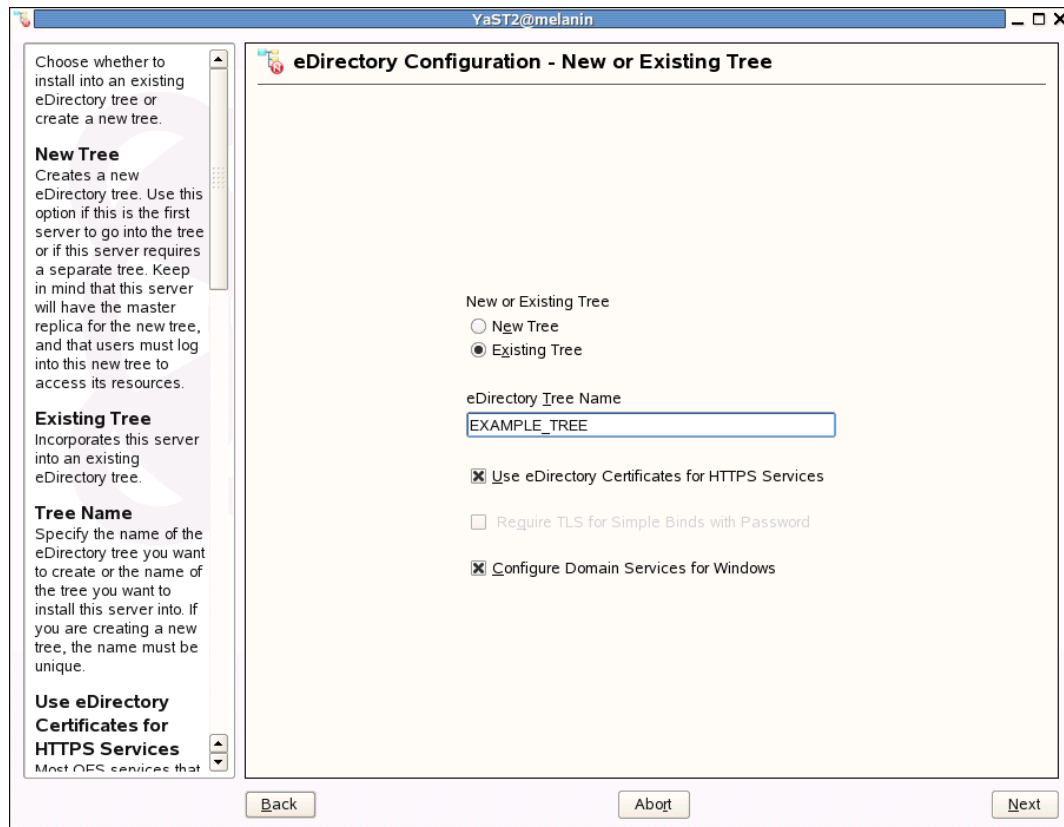 YaST2@melanin
Choose whether to
install into an existing
eDirectory tree or
create a new tree.
New Tree
Creates a new
eDirectory tree. Use this
option if this is the first
server to go into the tree
or if this server requires
a separate tree. Keep
in mind that this server
will have the master
replica for the new tree,
and that users must log
into this new tree to
access its resources.
Existing Tree
Incorporates this server
into an existing
eDirectory tree.
Tree Name
Specify the name of the
eDirectory tree you want
to create or the name of
the tree you want to
install this server into. If
you are creating a new
tree, the name must be
unique.
Use eDirectory
Certificates for
HTTPS Services
Most OES services that
eDirectory Configuration - New or Existing Tree
New or Existing Tree
New Tree
Existing Tree
eDirectory Tree Name
EXAMPLE_TREE
Use eDirectory Certificates for HTTPS Services
Require TLS for Simple Binds with Password
Configure Domain Services for Windows
Back
Abort
Next